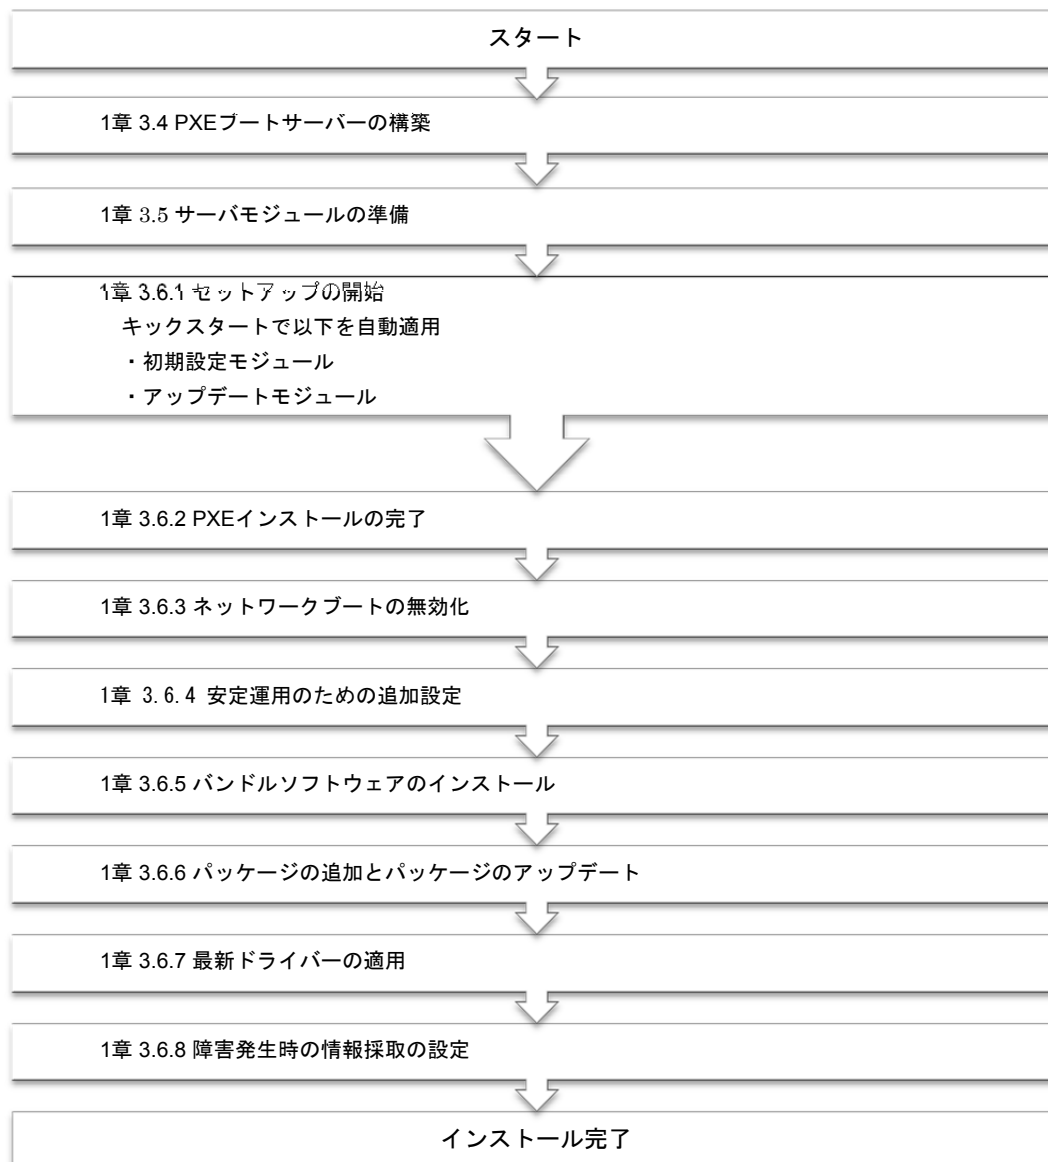 スタート
1章 3.4 PXEブートサーバーの構築
1章 3.5 サーバモジュールの準備
1章 3.6.1 セットアップの開始
キックスタートで以下を自動適用
・初期設定モジュール
・アップデートモジュール
1章 3.6.2 PXEインストールの完了
1章 3.6.3 ネットワークブートの無効化
1章 3.6.4 安定運用のための追加設定
1章 3.6.5 バンドルソフトウェアのインストール
1章 3.6.6 パッケージの追加とパッケージのアップデート
1章 3.6.7 最新ドライバーの適用
1章 3.6.8 障害発生時の情報採取の設定
インストール完了